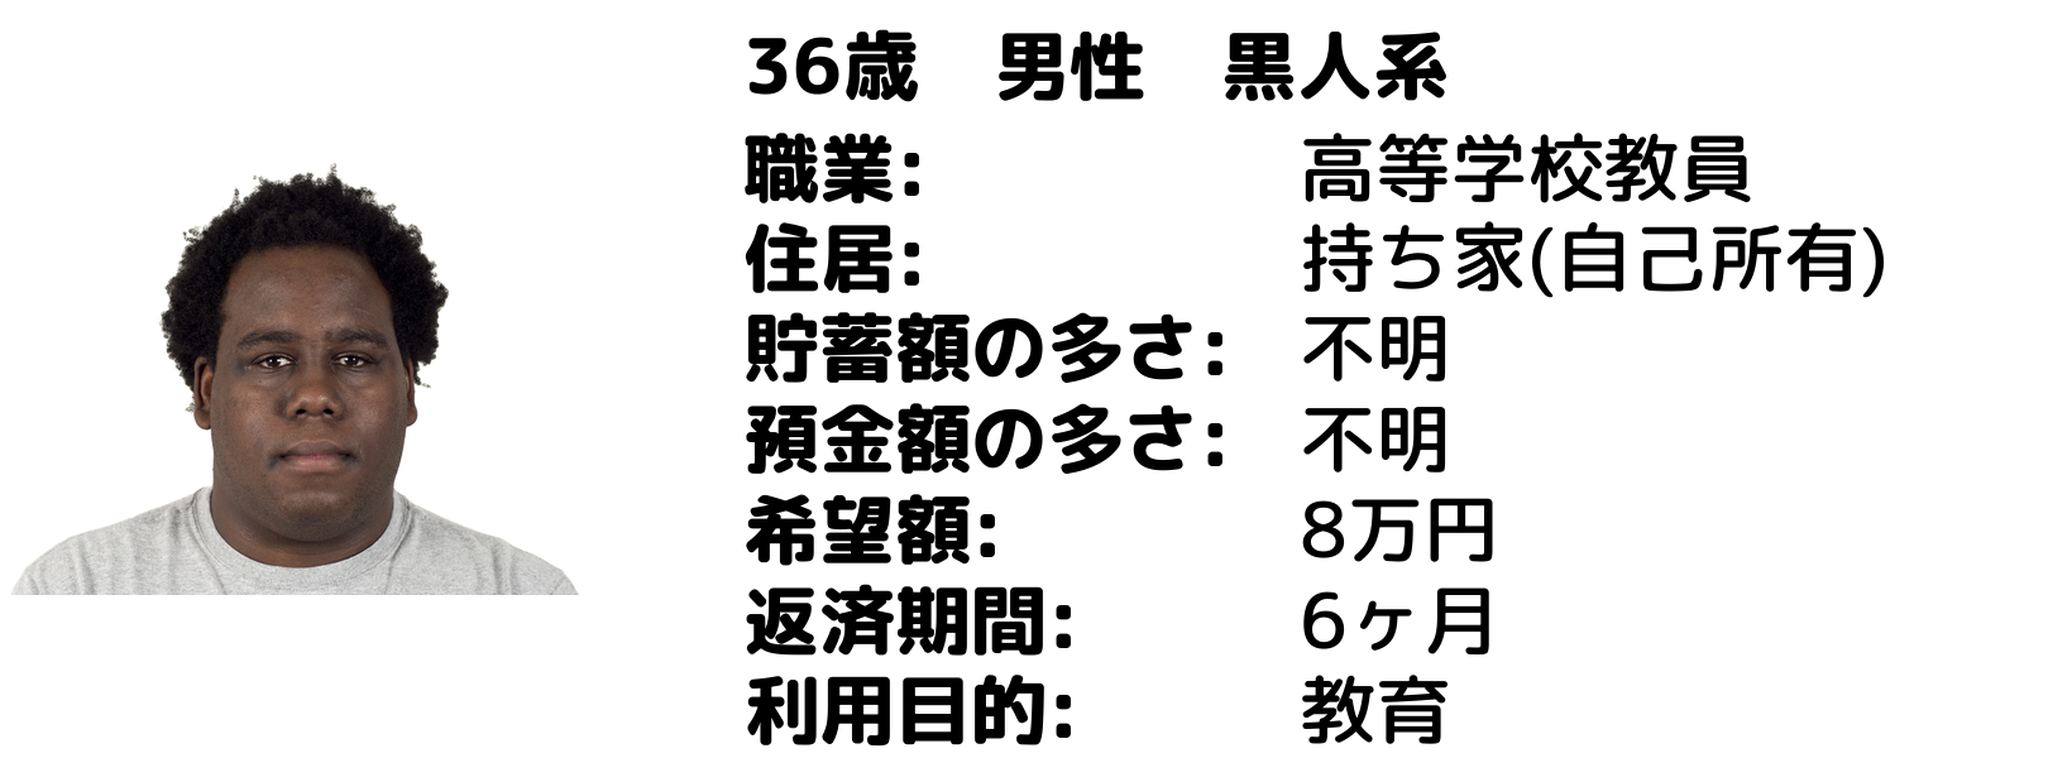 36歳　男性　黒人系
職業:　高等学校教員
住居:　持ち家(自己所有)
貯蓄額の多さ:　不明
預金額の多さ:　不明
希望額:　8万円
返済期間:　6ヶ月
利用目的:　教育